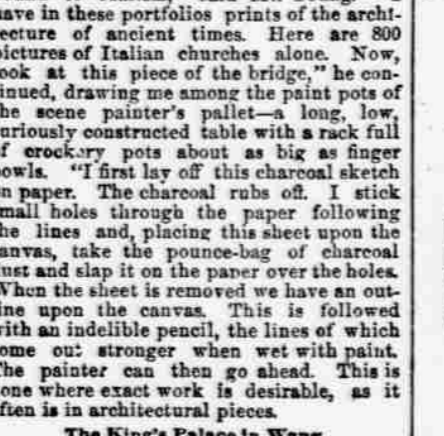 have in these portfolios prints of the archi-
tecture of ancient times. Here are 800
pictures of Italian churches alone. Now,
look at this piece of the bridge," he con-
tinued, drawing me among the paint pots of
the scene painter's pallet—a long, low,
curiously constructed table with a rack full
of crockery pots about as big as finger
bowls. "I first lay off this charcoal sketch
on paper. The charcoal rubs off. I stick
small holes through the paper following
the lines and, placing this sheet upon the
canvas, take the pounce-bag of charcoal
dust and slap it on the paper over the holes.
When the sheet is removed we have an out-
line upon the canvas. This is followed
with an indelible pencil, the lines of which
come out stronger when wet with paint.
The painter can then go ahead. This is
done where exact work is desirable, as it
often is in architectural pieces.
The King's Palace in